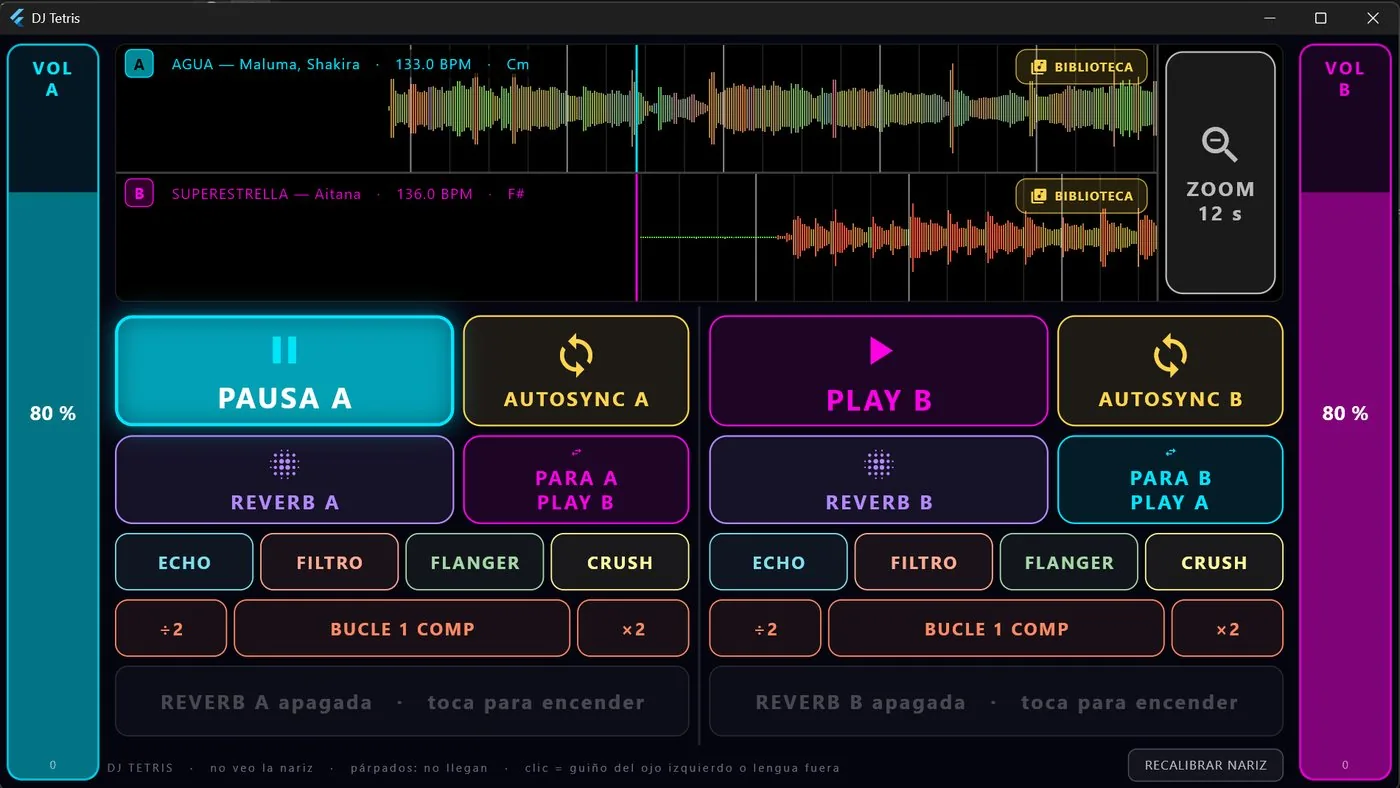 DJ Tetris
VOL
A
80 %
0
A AGUA — Maluma, Shakira · 133.0 BPM · Cm
BIBLIOTECA
B SUPERESTRELLA — Aitana · 136.0 BPM · F#
BIBLIOTECA
ZOOM
12 s
VOL
B
80 %
0
PAUSA A
AUTOSYNC A
PLAY B
AUTOSYNC B
REVERB A
PARA A
PLAY B
REVERB B
PARA B
PLAY A
ECHO
FILTRO
FLANGER
CRUSH
ECHO
FILTRO
FLANGER
CRUSH
÷2
BUCLE 1 COMP
×2
÷2
BUCLE 1 COMP
×2
REVERB A apagada · toca para encender
REVERB B apagada · toca para encender
DJ TETRIS · no veo la nariz · párpados: no llegan · clic = guiño del ojo izquierdo o lengua fuera
RECALIBRAR NARIZ